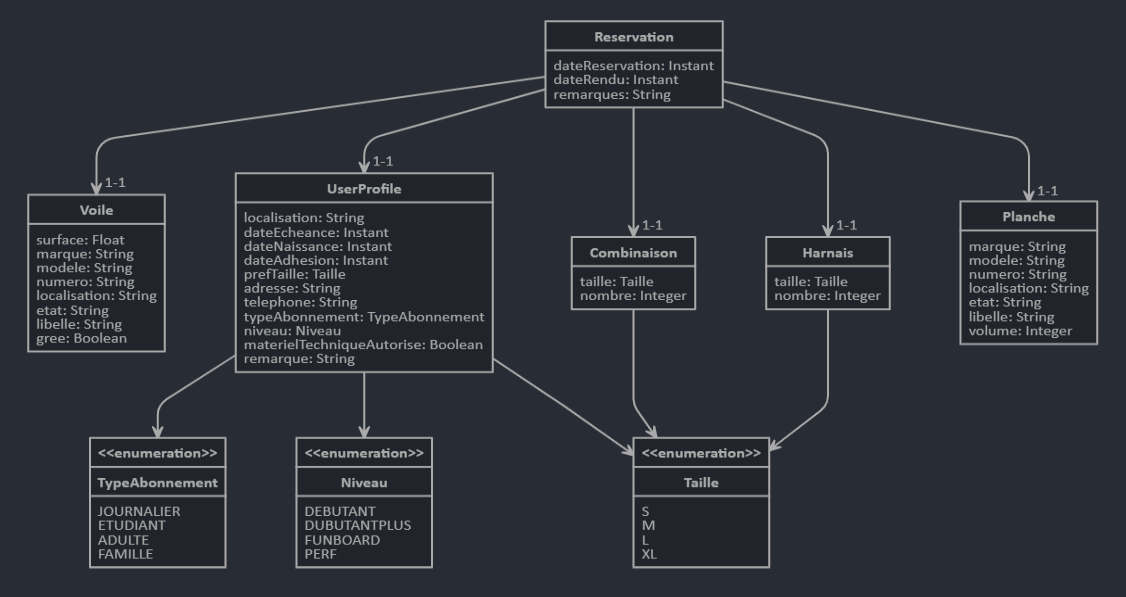 Reservation
dateReservation: Instant
dateRendu: Instant
remarques: String
1-1
Voile
surface: Float
marque: String
modele: String
numero: String
localisation: String
etat: String
libelle: String
gree: Boolean
1-1
UserProfile
localisation: String
dateEcheance: Instant
dateNaissance: Instant
dateAdhesion: Instant
prefTaille: Taille
adresse: String
telephone: String
typeAbonnement: TypeAbonnement
niveau: Niveau
materielTechniqueAutorise: Boolean
remarque: String
1-1
Combinaison
taille: Taille
nombre: Integer
1-1
Harnais
taille: Taille
nombre: Integer
1-1
Planche
marque: String
modele: String
numero: String
localisation: String
etat: String
libelle: String
volume: Integer
<<enumeration>>
TypeAbonnement
JOURNALIER
ETUDIANT
ADULTE
FAMILLE
<<enumeration>>
Niveau
DEBUTANT
DUBUTANTPLUS
FUNBOARD
PERF
<<enumeration>>
Taille
S
M
L
XL